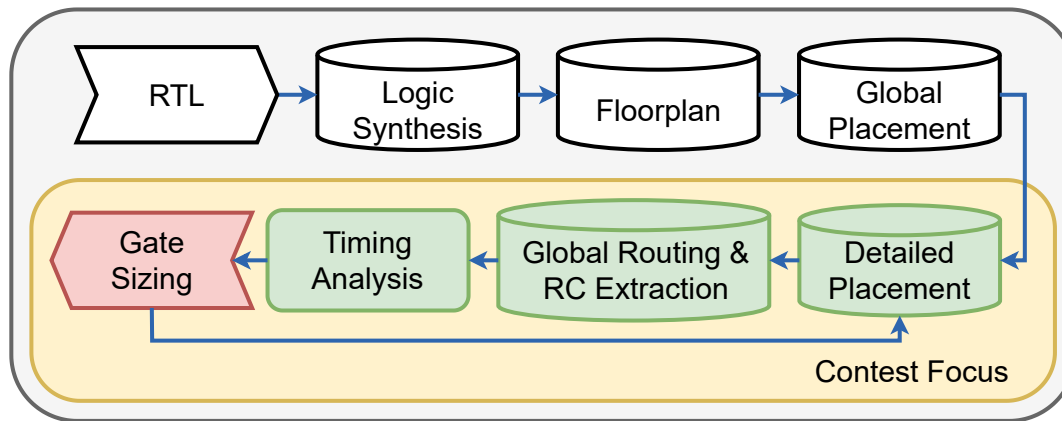 RTL
Logic
Synthesis
Floorplan
Global
Placement
Gate
Sizing
Timing
Analysis
Global Routing &
RC Extraction
Detailed
Placement
Contest Focus